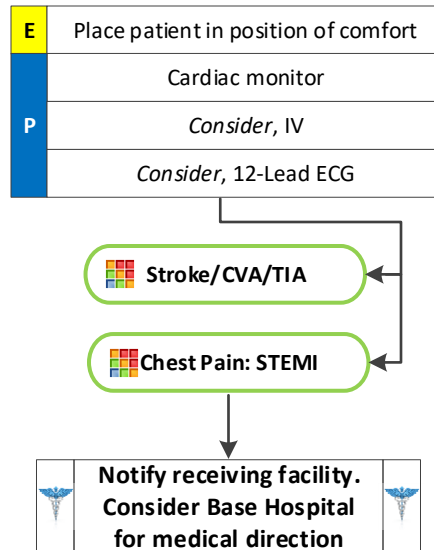 E
Place patient in position of comfort
P
Cardiac monitor
Consider, IV
Consider, 12-Lead ECG
Stroke/CVA/TIA
Chest Pain: STEMI
Notify receiving facility.
Consider Base Hospital
for medical direction